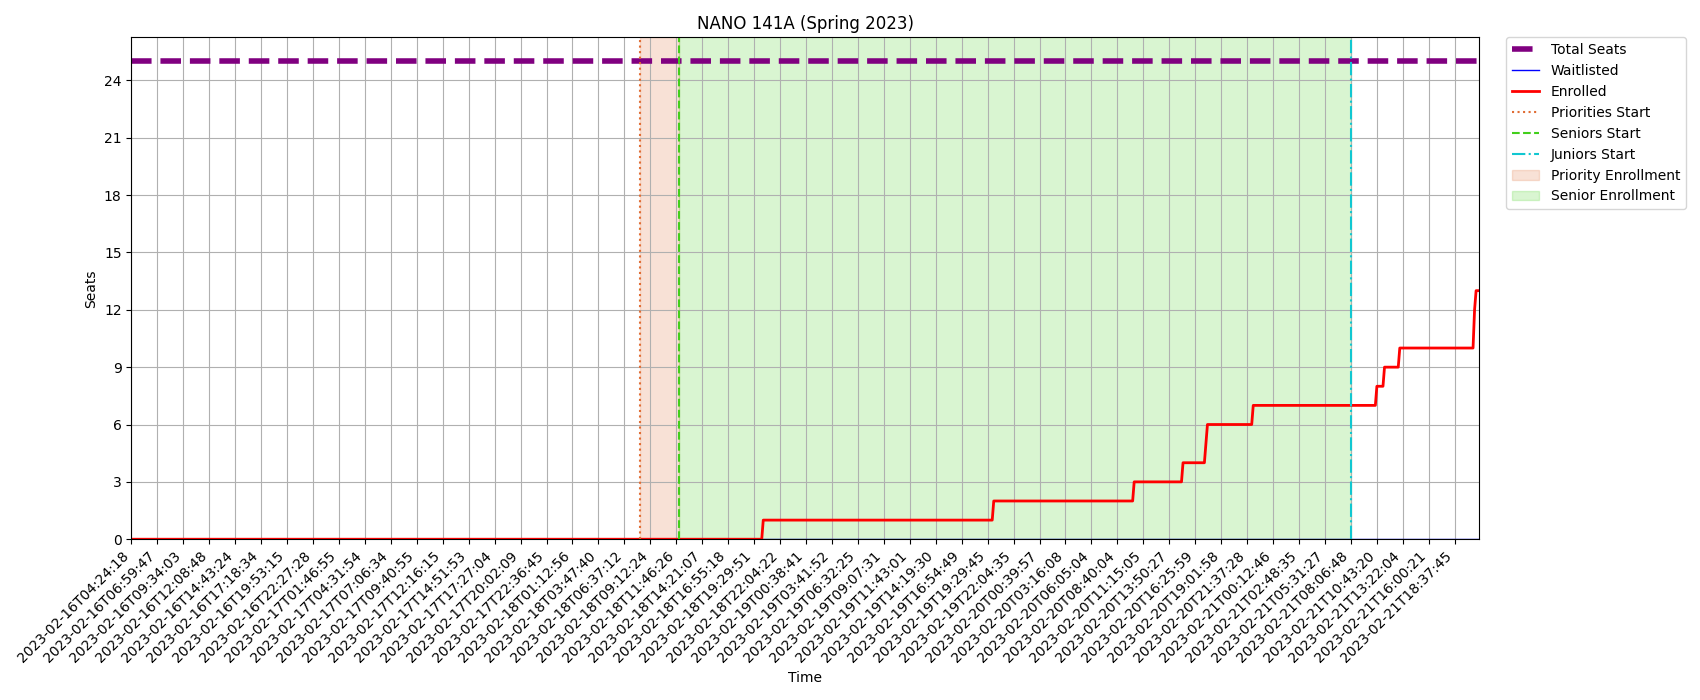 NANO 141A (Spring 2023)
Total Seats
Waitlisted
Enrolled
Priorities Start
Seniors Start
Juniors Start
Priority Enrollment
Senior Enrollment
Seats
24
21
18
15
12
9
6
3
0
2023-02-16T04:24:18
2023-02-16T06:59:47
2023-02-16T09:34:03
2023-02-16T12:08:48
2023-02-16T14:43:24
2023-02-16T17:18:34
2023-02-16T19:53:15
2023-02-16T22:27:28
2023-02-17T01:46:55
2023-02-17T04:31:54
2023-02-17T07:06:34
2023-02-17T09:40:55
2023-02-17T12:16:15
2023-02-17T14:51:53
2023-02-17T17:27:04
2023-02-17T20:02:09
2023-02-17T22:36:45
2023-02-18T01:12:56
2023-02-18T03:47:40
2023-02-18T06:37:12
2023-02-18T09:12:24
2023-02-18T11:46:26
2023-02-18T14:21:07
2023-02-18T16:55:18
2023-02-18T19:29:51
2023-02-18T22:04:22
2023-02-19T00:38:41
2023-02-19T03:41:52
2023-02-19T06:32:25
2023-02-19T09:07:31
2023-02-19T11:43:01
2023-02-19T14:19:30
2023-02-19T16:54:49
2023-02-19T19:29:45
2023-02-19T22:04:35
2023-02-20T00:39:57
2023-02-20T03:16:08
2023-02-20T06:05:04
2023-02-20T08:40:04
2023-02-20T11:15:05
2023-02-20T13:50:27
2023-02-20T16:25:59
2023-02-20T19:01:58
2023-02-20T21:37:28
2023-02-21T00:12:46
2023-02-21T02:48:35
2023-02-21T05:31:27
2023-02-21T08:06:48
2023-02-21T10:43:20
2023-02-21T13:22:04
2023-02-21T16:00:21
2023-02-21T18:37:45
Time